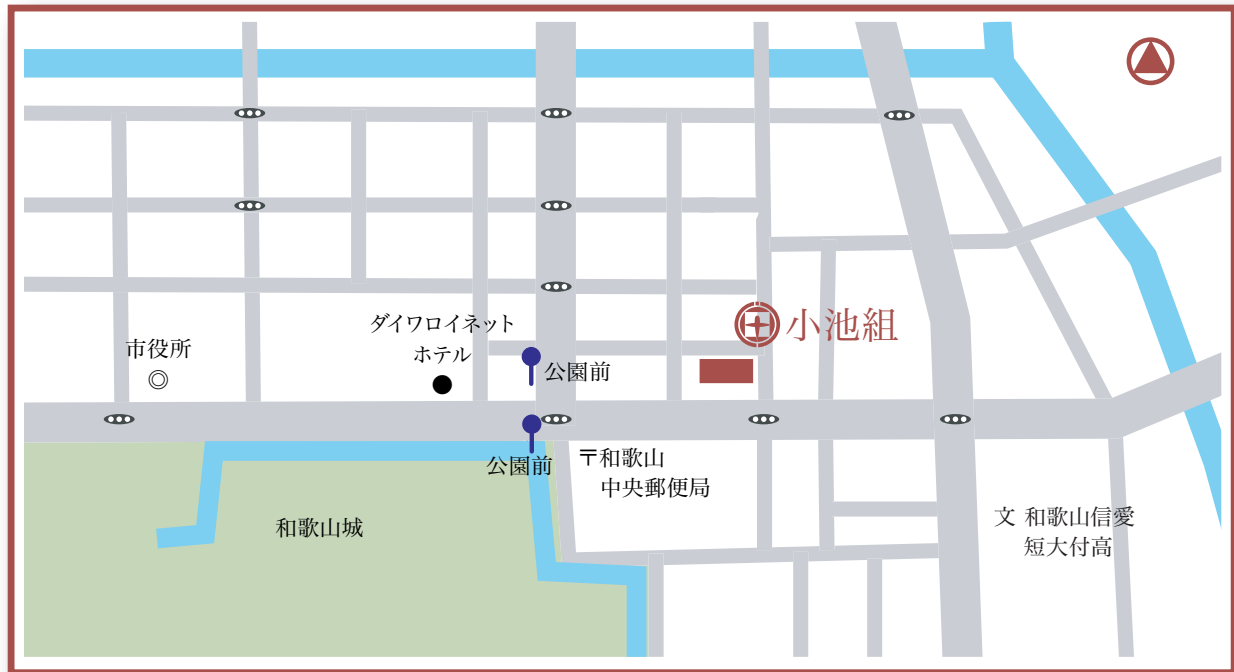 小池組
ダイワロイネット
ホテル
市役所
公園前
公園前
〒和歌山
中央郵便局
和歌山城
文 和歌山信愛
短大付高